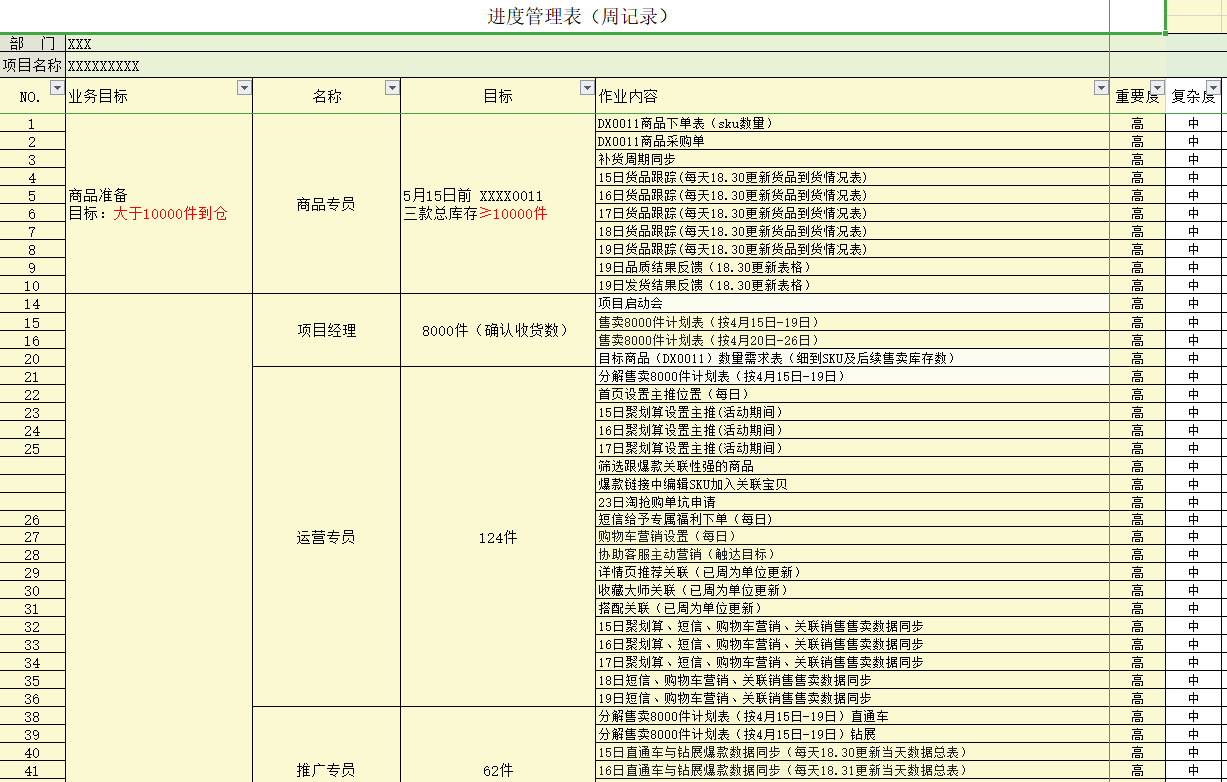 进度管理表（周记录）
部 门 XXX
项目名称 XXXXXXXXX
NO. 业务目标 名称 目标 作业内容 重要度 复杂度
1 DX0011商品下单表（sku数量） 高 中
2 DX0011商品采购单 高 中
3 补货周期同步 高 中
4 15日货品跟踪(每天18.30更新货品到货情况表) 高 中
5 商品准备 商品专员 5月15日前 XXXX0011 16日货品跟踪(每天18.30更新货品到货情况表) 高 中
6 目标：大于10000件到仓 三款总库存≥10000件 17日货品跟踪(每天18.30更新货品到货情况表) 高 中
7 18日货品跟踪(每天18.30更新货品到货情况表) 高 中
8 19日货品跟踪(每天18.30更新货品到货情况表) 高 中
9 19日品质结果反馈（18.30更新表格） 高 中
10 19日发货结果反馈（18.30更新表格） 高 中
14 项目启动会 高 中
15 项目经理 8000件（确认收货数） 售卖8000件计划表（按4月15日-19日） 高 中
16 售卖8000件计划表（按4月20日-26日） 高 中
20 目标商品（DX0011）数量需求表（细到SKU及后续售卖库存数） 高 中
21 分解售卖8000件计划表（按4月15日-19日） 高 中
22 首页设置主推位置（每日） 高 中
23 15日聚划算设置主推(活动期间） 高 中
24 16日聚划算设置主推(活动期间） 高 中
25 17日聚划算设置主推(活动期间） 高 中
筛选跟爆款关联性强的商品 高 中
爆款链接中编辑SKU加入关联宝贝 高 中
23日淘抢购单坑申请 高 中
26 短信给予专属福利下单（每日） 高 中
27 运营专员 124件 购物车营销设置（每日） 高 中
28 协助客服主动营销（触达目标） 高 中
29 详情页推荐关联（已周为单位更新） 高 中
30 收藏大师关联（已周为单位更新） 高 中
31 搭配关联（已周为单位更新） 高 中
32 15日聚划算、短信、购物车营销、关联销售售卖数据同步 高 中
33 16日聚划算、短信、购物车营销、关联销售售卖数据同步 高 中
34 17日聚划算、短信、购物车营销、关联销售售卖数据同步 高 中
35 18日短信、购物车营销、关联销售售卖数据同步 高 中
36 19日短信、购物车营销、关联销售售卖数据同步 高 中
38 分解售卖8000件计划表（按4月15日-19日）直通车 高 中
39 分解售卖8000件计划表（按4月15日-19日）钻展 高 中
40 15日直通车与钻展爆款数据同步（每天18.30更新当天数据总表） 高 中
41 推广专员 62件 16日直通车与钻展爆款数据同步（每天18.31更新当天数据总表） 高 中